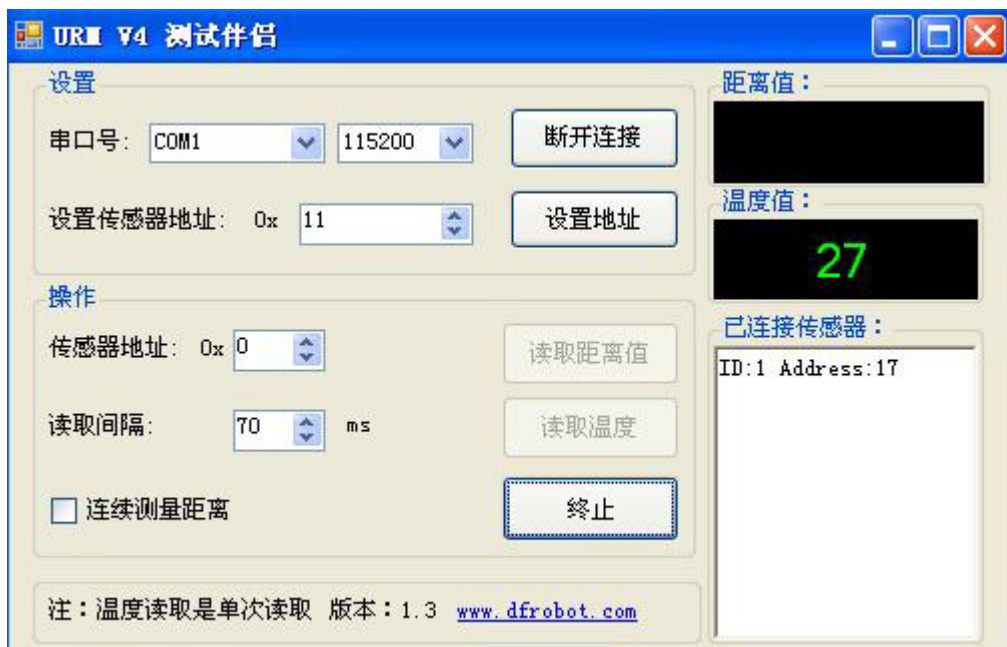 URM V4 测试伴侣
设置
串口号: COM1 115200 断开连接
设置传感器地址: 0x 11 设置地址
操作
传感器地址: 0x 0 读取距离值
读取间隔: 70 ms 读取温度
连续测量距离 终止
注：温度读取是单次读取 版本：1.3 www.dfrobot.com
距离值：
温度值：
27
已连接传感器：
ID:1 Address:17